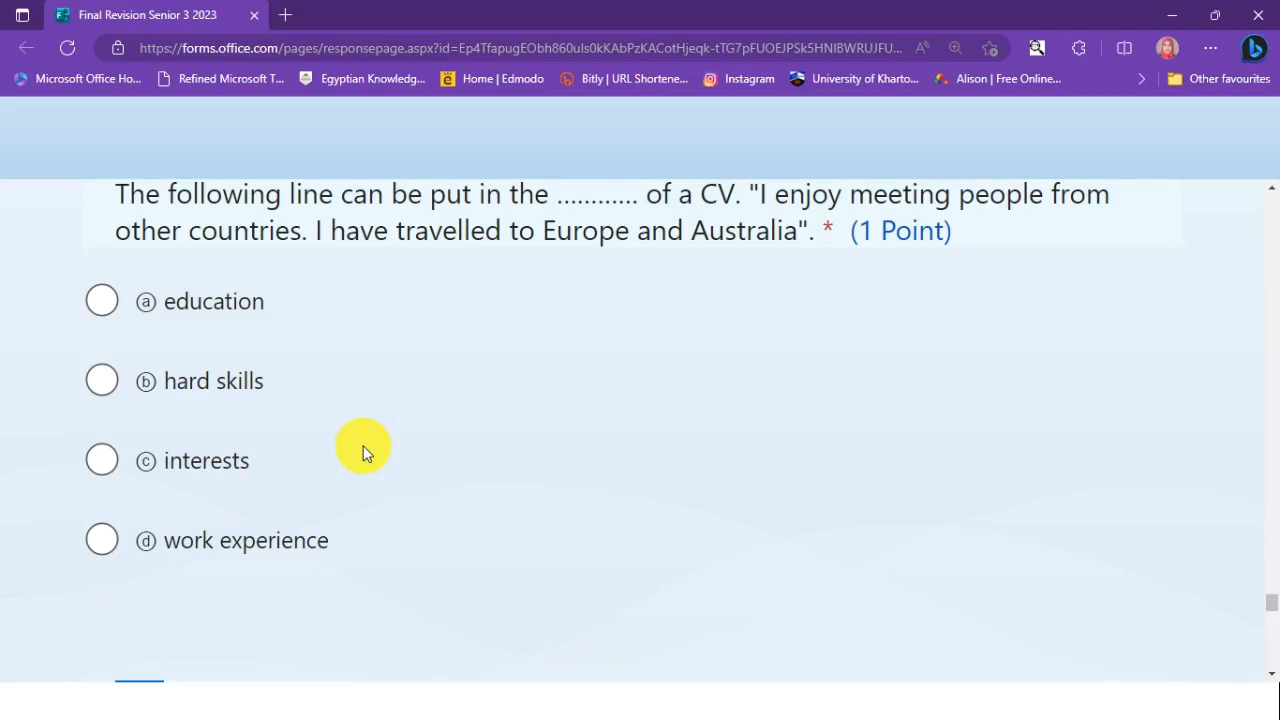 Final Revision Senior 3 2023
https://forms.office.com/pages/responsepage.aspx?id=Ep4TfapugEObh860uls0kKAbPzKACotHjeqk-tTG7pFUOEJPSk5HNlBWRUJFU...
Microsoft Office Ho...
Refined Microsoft T...
Egyptian Knowledg...
Home | Edmodo
Bitly | URL Shortene...
Instagram
University of Kharto...
Alison | Free Online...
Other favourites
The following line can be put in the ............ of a CV. "I enjoy meeting people from
other countries. I have travelled to Europe and Australia". * (1 Point)
ⓐ education
ⓑ hard skills
ⓒ interests
ⓓ work experience